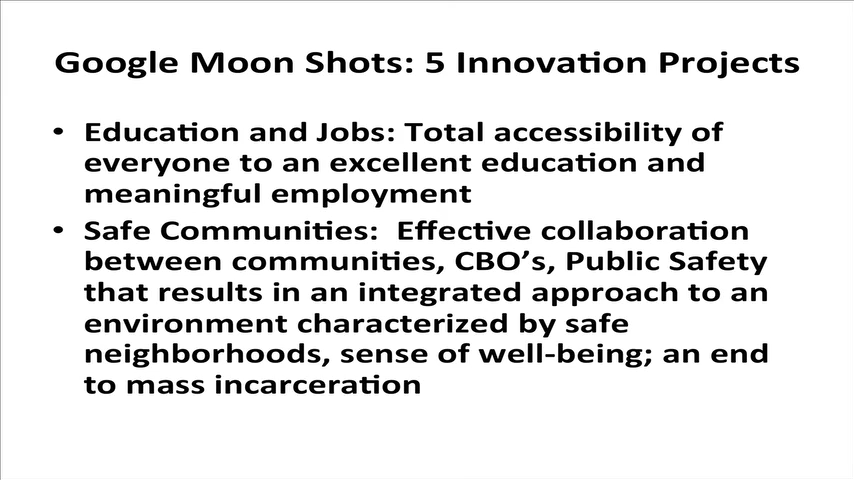 Google Moon Shots: 5 Innovation Projects
• Education and Jobs: Total accessibility of
everyone to an excellent education and
meaningful employment
• Safe Communities:  Effective collaboration
between communities, CBO’s, Public Safety
that results in an integrated approach to an
environment characterized by safe
neighborhoods, sense of well-being; an end
to mass incarceration